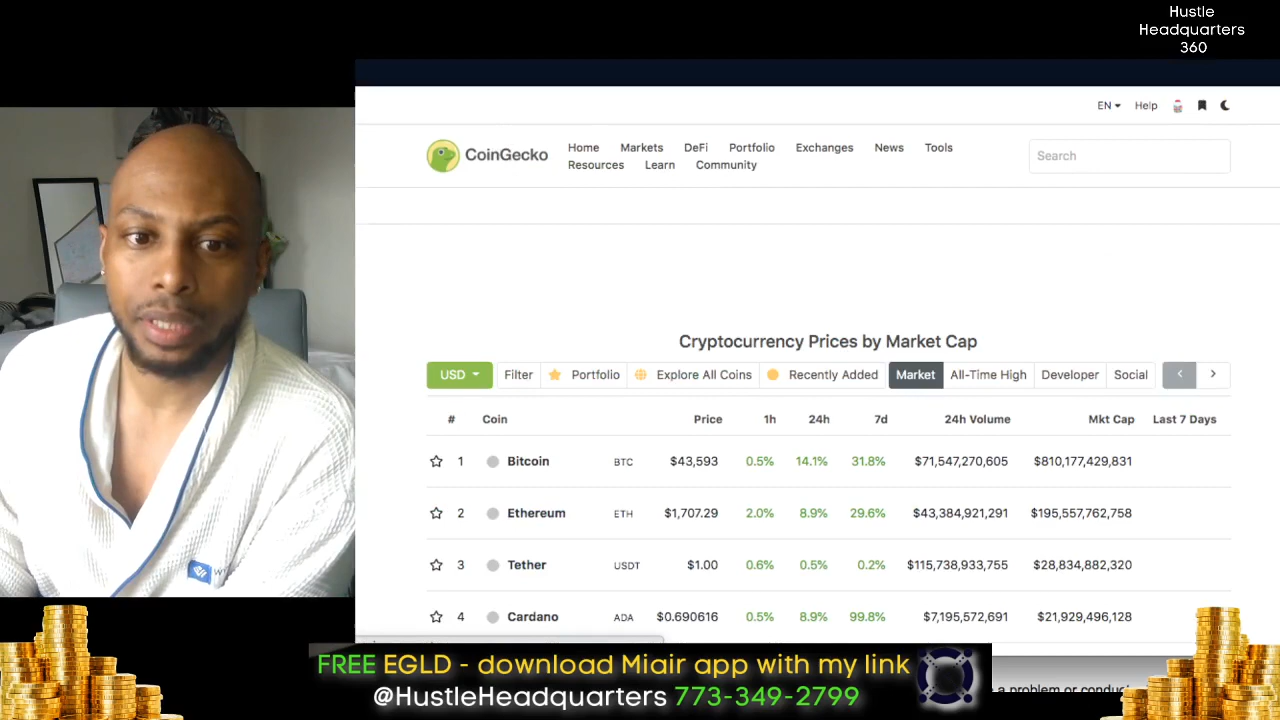 Hustle
Headquarters
360
EN Help
CoinGecko
Home Markets DeFi Portfolio Exchanges News Tools
Resources Learn Community
Search
Cryptocurrency Prices by Market Cap
USD Filter Portfolio Explore All Coins Recently Added Market All-Time High Developer Social
# Coin Price 1h 24h 7d 24h Volume Mkt Cap Last 7 Days
1 Bitcoin BTC $43,593 0.5% 14.1% 31.8% $71,547,270,605 $810,177,429,831
2 Ethereum ETH $1,707.29 2.0% 8.9% 29.6% $43,384,921,291 $195,557,762,758
3 Tether USDT $1.00 0.6% 0.5% 0.2% $115,738,933,755 $28,834,882,320
4 Cardano ADA $0.690616 0.5% 8.9% 99.8% $7,195,572,691 $21,929,496,128
FREE EGLD - download Miair app with my link
@HustleHeadquarters 773-349-2799
a problem or